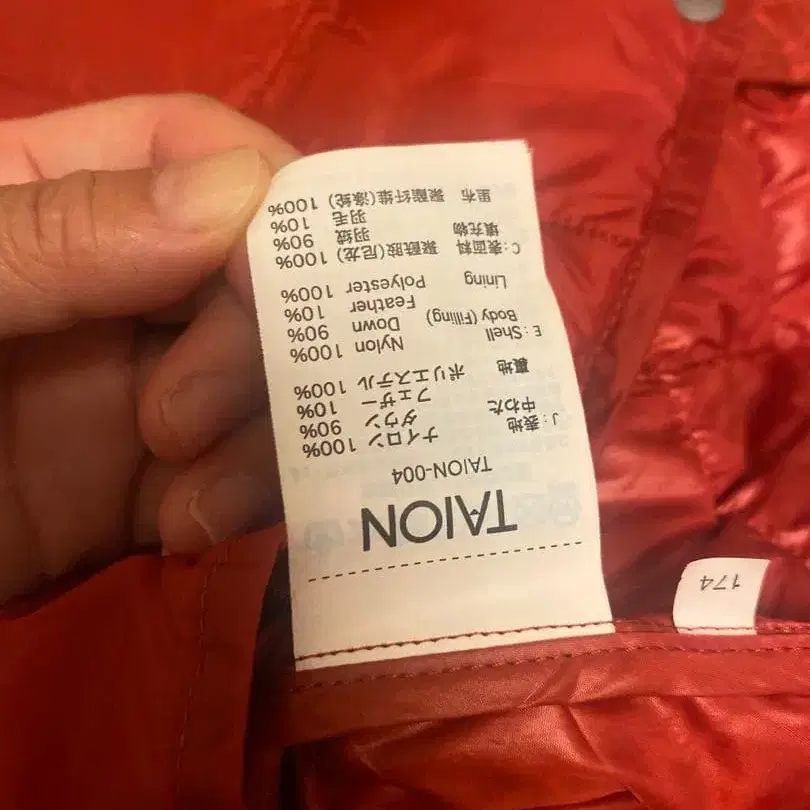 TAION
TAION-004
J:表地 ナイロン 100%
中わた ダウン 90%
フェザー 10%
裏地 ポリエステル 100%
E:Shell Nylon 100%
Body (Filling) Down 90%
Feather 10%
Lining Polyester 100%
C:表面料 聚酰胺(尼龙) 100%
填充物 羽绒 90%
羽毛 10%
里布 聚酯纤维(涤纶) 100%
174